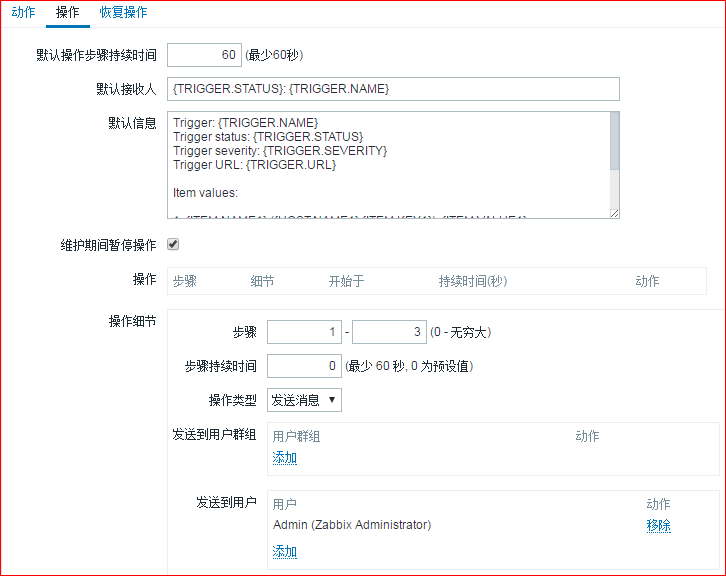 动作 操作 恢复操作
默认操作步骤持续时间 60 (最少60秒)
默认接收人 {TRIGGER.STATUS}: {TRIGGER.NAME}
默认信息 Trigger: {TRIGGER.NAME}
Trigger status: {TRIGGER.STATUS}
Trigger severity: {TRIGGER.SEVERITY}
Trigger URL: {TRIGGER.URL}
Item values:
维护期间暂停操作
操作 步骤 细节 开始于 持续时间(秒) 动作
操作细节
步骤 1 - 3 (0 - 无穷大)
步骤持续时间 0 (最少 60 秒, 0 为预设值)
操作类型 发送消息
发送到用户群组 用户群组 动作
添加
发送到用户 用户 动作
Admin (Zabbix Administrator) 移除
添加